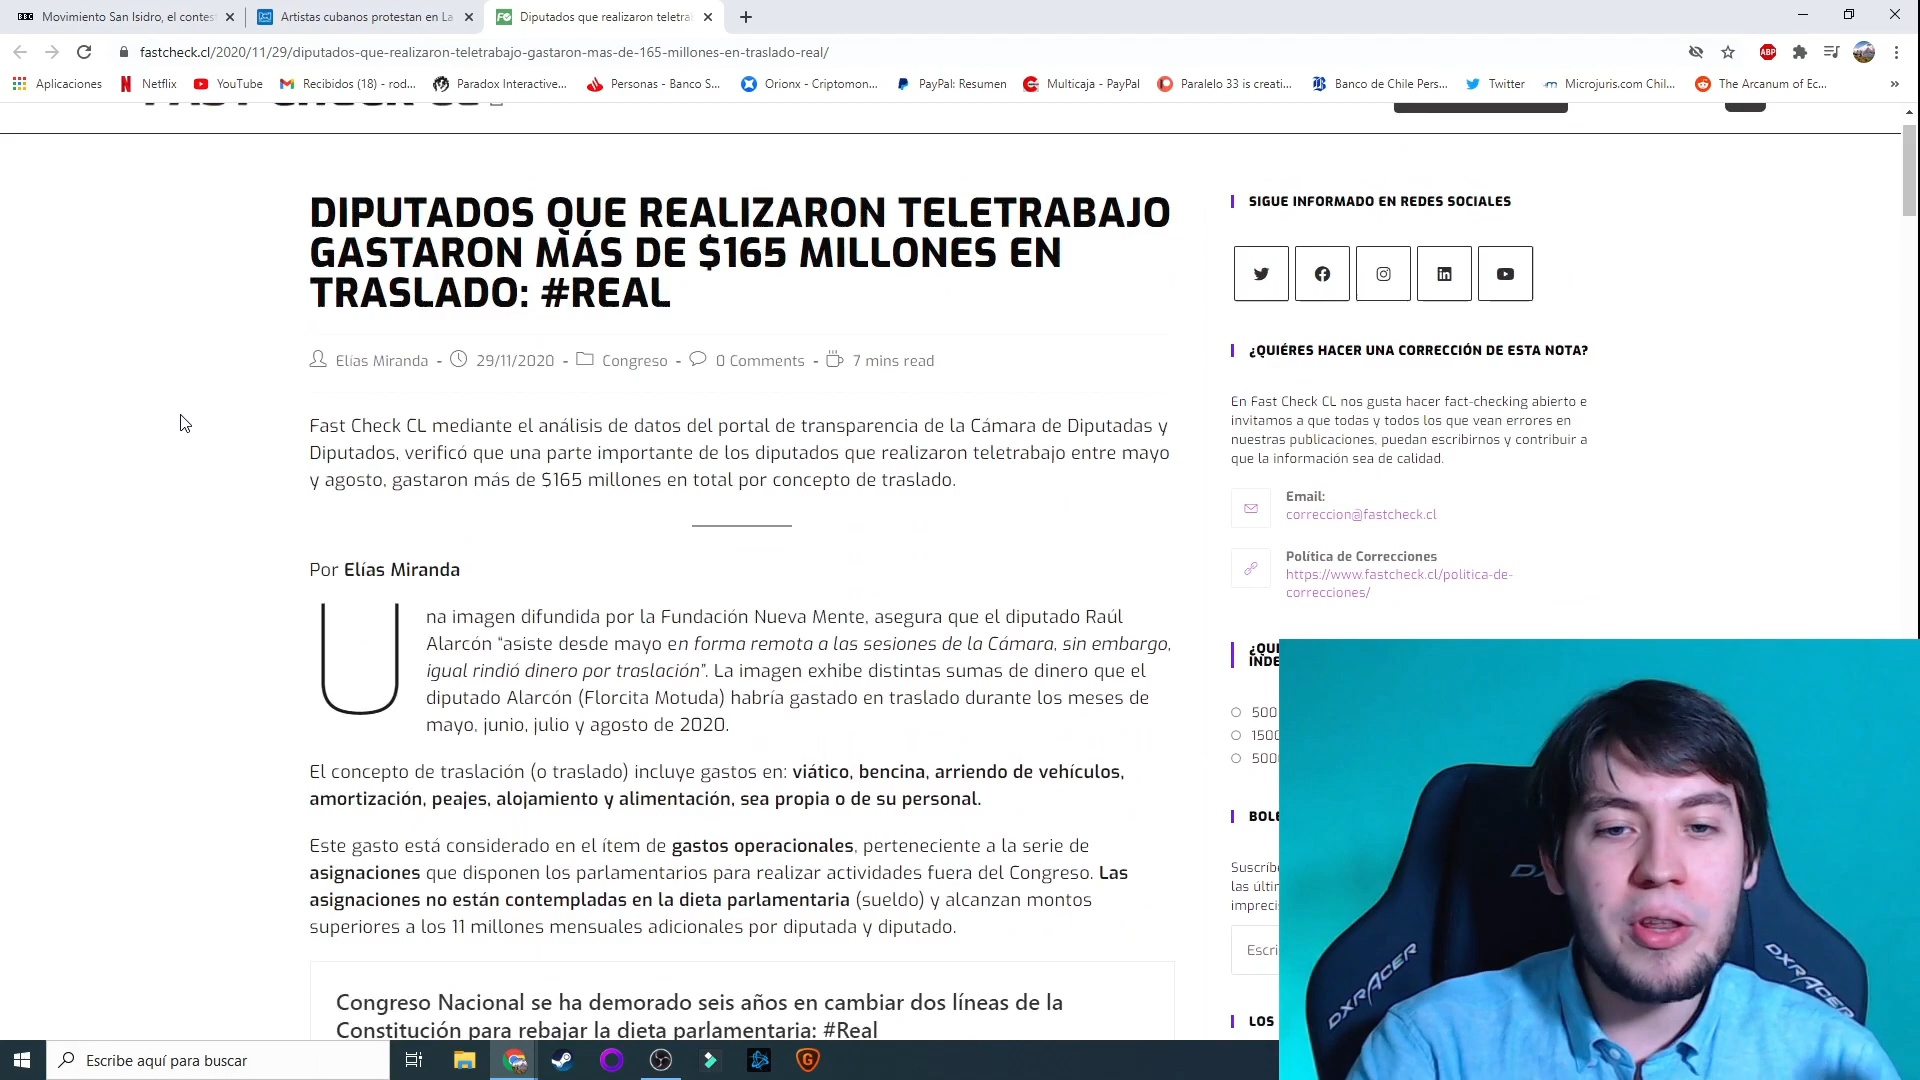 Movimiento San Isidro, el contest
Artistas cubanos protestan en La
Diputados que realizaron teletral
fastcheck.cl/2020/11/29/diputados-que-realizaron-teletrabajo-gastaron-mas-de-165-millones-en-traslado-real/
Aplicaciones
Netflix
YouTube
Recibidos (18) - rod...
Paradox Interactive...
Personas - Banco S...
Orionx - Criptomon...
PayPal: Resumen
Multicaja - PayPal
Paralelo 33 is creati...
Banco de Chile Pers...
Twitter
Microjuris.com Chil...
The Arcanum of Ec...
DIPUTADOS QUE REALIZARON TELETRABAJO
GASTARON MÁS DE $165 MILLONES EN
TRASLADO: #REAL
Elías Miranda - 29/11/2020 - Congreso - 0 Comments - 7 mins read
Fast Check CL mediante el análisis de datos del portal de transparencia de la Cámara de Diputadas y
Diputados, verificó que una parte importante de los diputados que realizaron teletrabajo entre mayo
y agosto, gastaron más de $165 millones en total por concepto de traslado.
Por Elías Miranda
Una imagen difundida por la Fundación Nueva Mente, asegura que el diputado Raúl
Alarcón “asiste desde mayo en forma remota a las sesiones de la Cámara, sin embargo,
igual rindió dinero por traslación”. La imagen exhibe distintas sumas de dinero que el
diputado Alarcón (Florcita Motuda) habría gastado en traslado durante los meses de
mayo, junio, julio y agosto de 2020.
El concepto de traslación (o traslado) incluye gastos en: viático, bencina, arriendo de vehículos,
amortización, peajes, alojamiento y alimentación, sea propia o de su personal.
Este gasto está considerado en el ítem de gastos operacionales, perteneciente a la serie de
asignaciones que disponen los parlamentarios para realizar actividades fuera del Congreso. Las
asignaciones no están contempladas en la dieta parlamentaria (sueldo) y alcanzan montos
superiores a los 11 millones mensuales adicionales por diputada y diputado.
Congreso Nacional se ha demorado seis años en cambiar dos líneas de la
Constitución para rebajar la dieta parlamentaria: #Real
SIGUE INFORMADO EN REDES SOCIALES
¿QUIÉRES HACER UNA CORRECCIÓN DE ESTA NOTA?
En Fast Check CL nos gusta hacer fact-checking abierto e
invitamos a que todas y todos los que vean errores en
nuestras publicaciones, puedan escribirnos y contribuir a
que la información sea de calidad.
Email:
correccion@fastcheck.cl
Política de Correcciones
https://www.fastcheck.cl/politica-de-
correcciones/
¿QU
INDE
500
1500
500
BOLE
Suscríbe
las últi
impreci
Escri
LOS
DXRACER
DXRACER
Escribe aquí para buscar